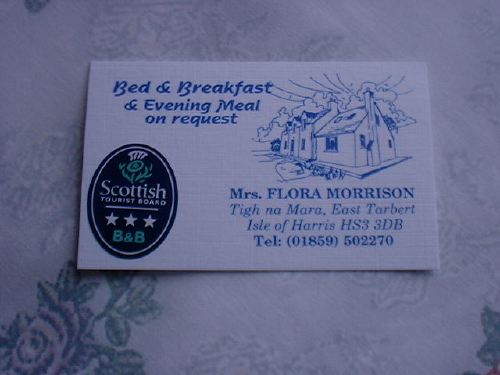 Bed & Breakfast
& Evening Meal
on request
Scottish
TOURIST BOARD
B&B
Mrs. FLORA MORRISON
Tigh na Mara, East Tarbert
Isle of Harris HS3 3DB
Tel: (01859) 502270